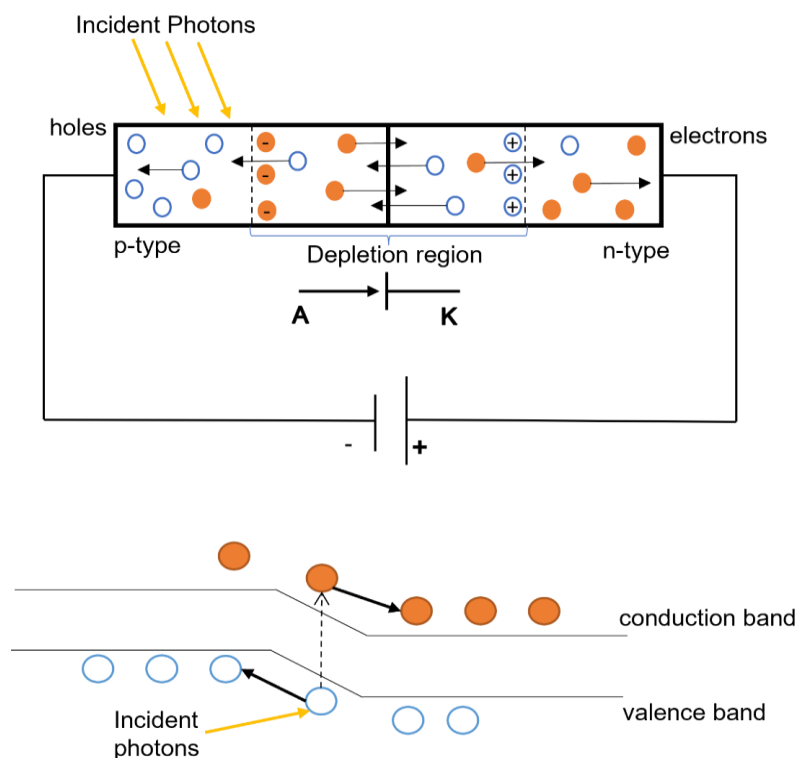 Incident Photons
holes
electrons
- + 
- +
- +
p-type
Depletion region
n-type
A
K
- +
conduction band
valence band
Incident
photons